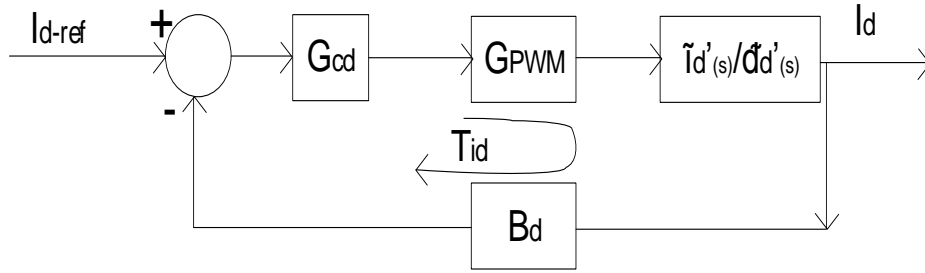 Id-ref
+
-
Gcd
GPWM
ĩd'(s)/đd'(s)
Id
Tid
Bd